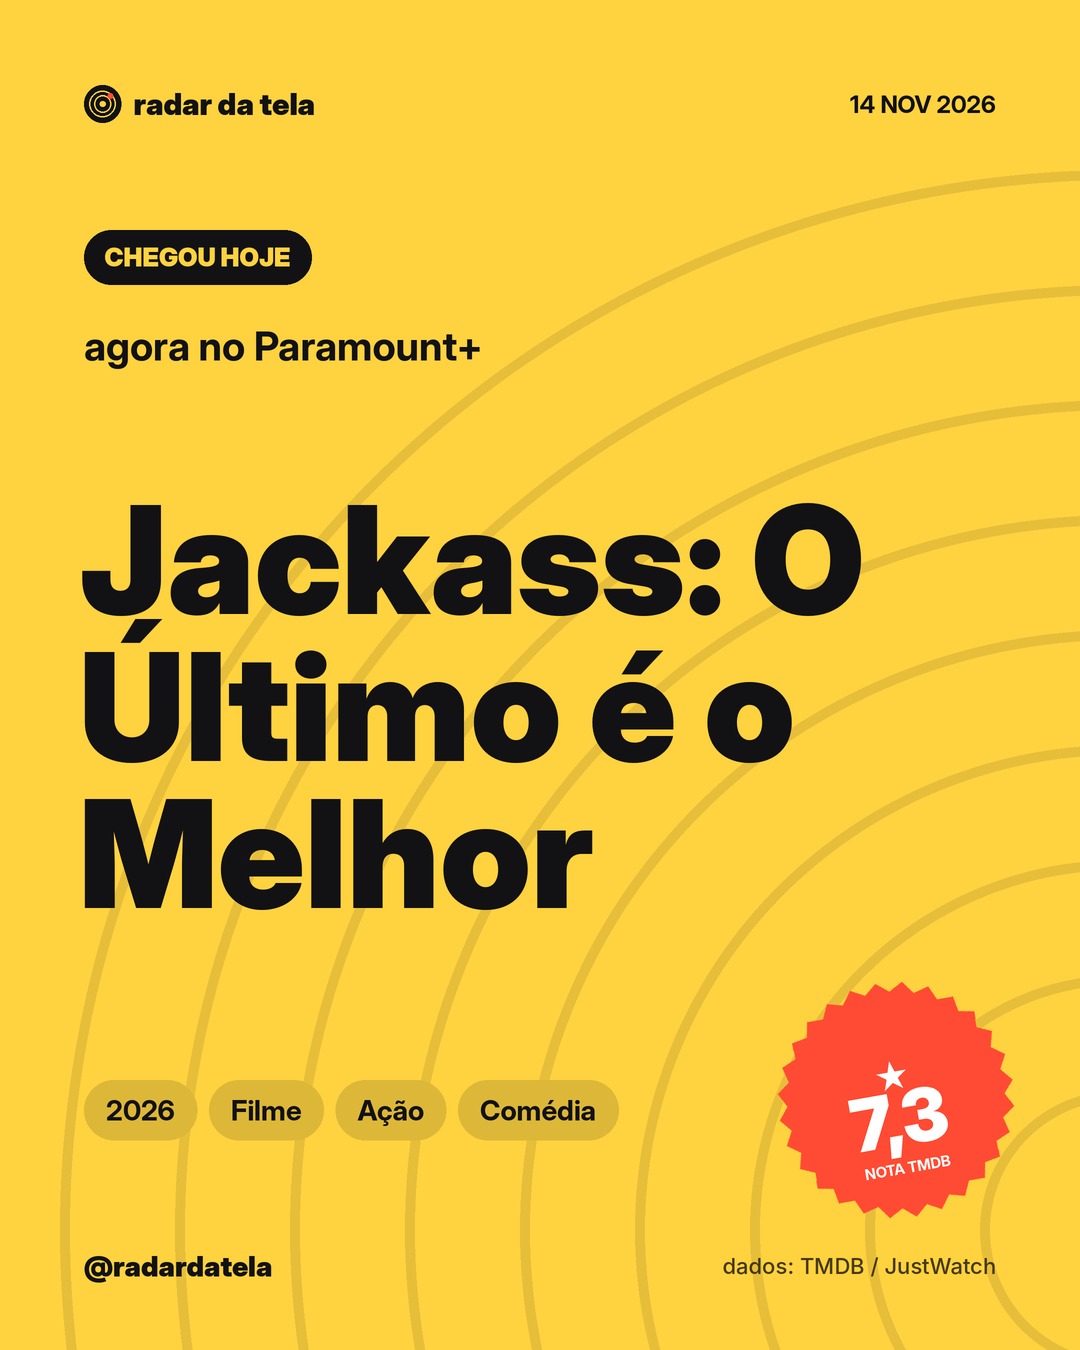 radar da tela
14 NOV 2026
CHEGOU HOJE
agora no Paramount+
Jackass: O
Último é o
Melhor
2026
Filme
Ação
Comédia
7,3
NOTA TMDB
@radardatela
dados: TMDB / JustWatch